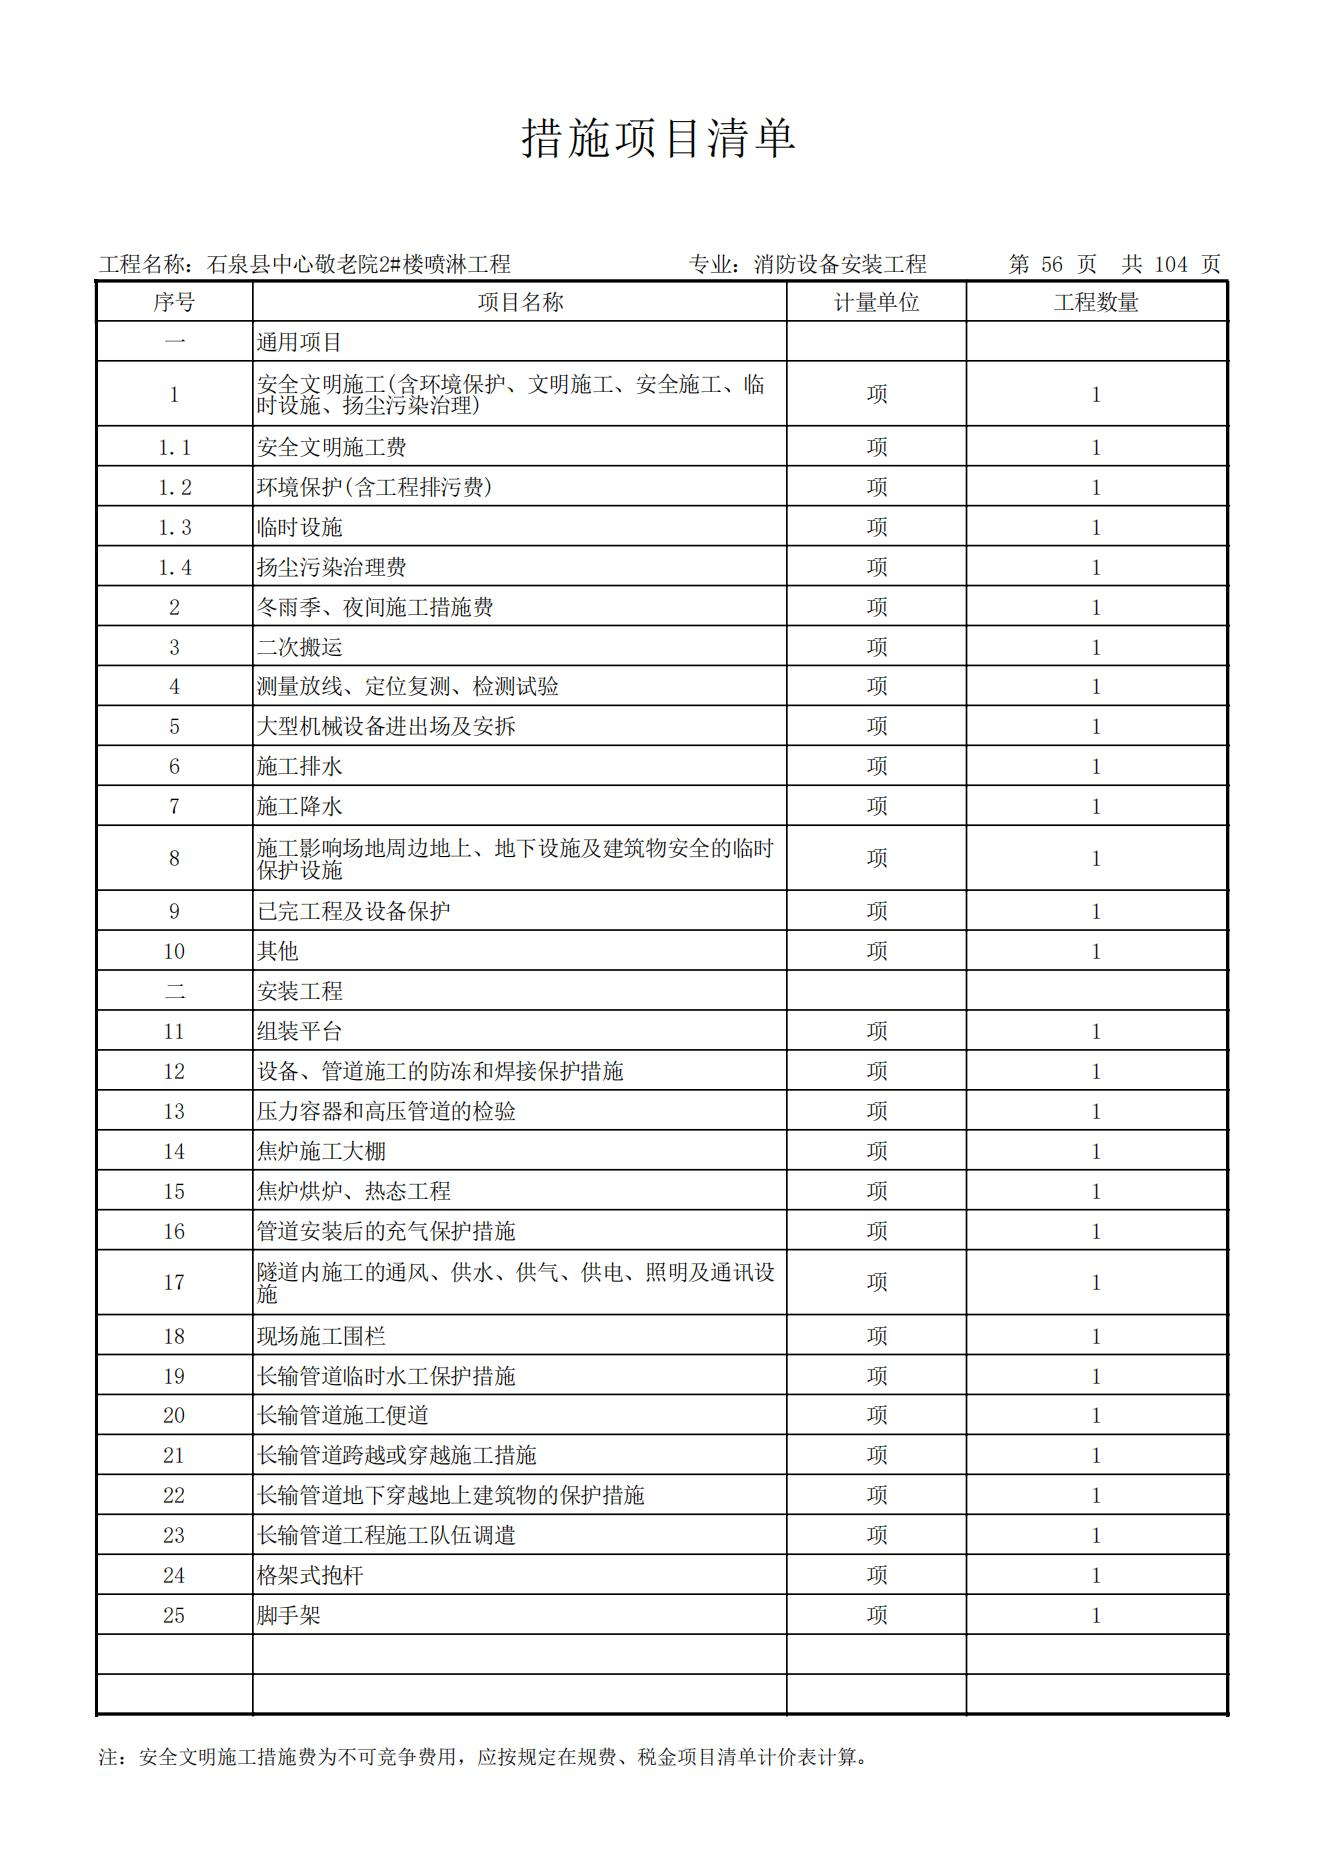 措施项目清单
工程名称：石泉县中心敬老院2#楼喷淋工程 专业：消防设备安装工程 第 56 页 共 104 页
序号 项目名称 计量单位 工程数量
一 通用项目
1 安全文明施工(含环境保护、文明施工、安全施工、临
时设施、扬尘污染治理) 项 1
1.1 安全文明施工费 项 1
1.2 环境保护(含工程排污费) 项 1
1.3 临时设施 项 1
1.4 扬尘污染治理费 项 1
2 冬雨季、夜间施工措施费 项 1
3 二次搬运 项 1
4 测量放线、定位复测、检测试验 项 1
5 大型机械设备进出场及安拆 项 1
6 施工排水 项 1
7 施工降水 项 1
8 施工影响场地周边地上、地下设施及建筑物安全的临时
保护设施 项 1
9 已完工程及设备保护 项 1
10 其他 项 1
二 安装工程
11 组装平台 项 1
12 设备、管道施工的防冻和焊接保护措施 项 1
13 压力容器和高压管道的检验 项 1
14 焦炉施工大棚 项 1
15 焦炉烘炉、热态工程 项 1
16 管道安装后的充气保护措施 项 1
17 隧道内施工的通风、供水、供气、供电、照明及通讯设
施 项 1
18 现场施工围栏 项 1
19 长输管道临时水工保护措施 项 1
20 长输管道施工便道 项 1
21 长输管道跨越或穿越施工措施 项 1
22 长输管道地下穿越地上建筑物的保护措施 项 1
23 长输管道工程施工队伍调遣 项 1
24 格架式抱杆 项 1
25 脚手架 项 1
注：安全文明施工措施费为不可竞争费用，应按规定在规费、税金项目清单计价表计算。